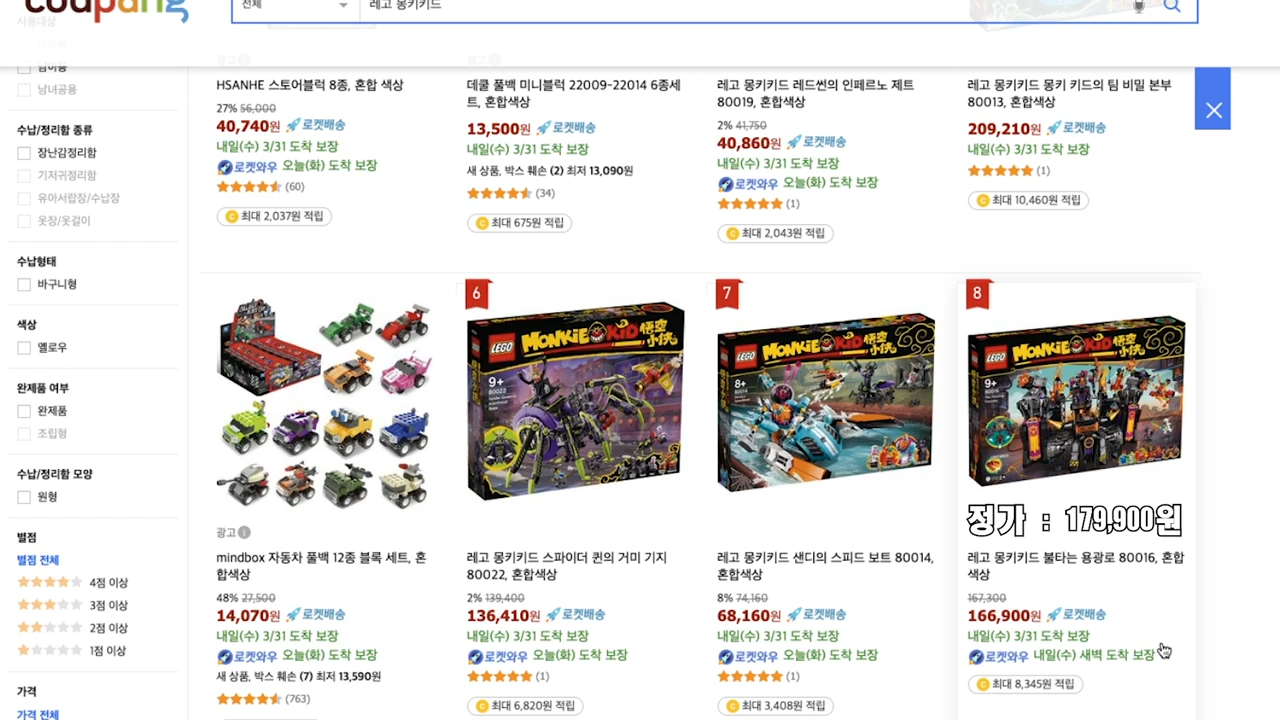 coupang
전체
레고 몽키키드
사용대상
남아용
남녀공용
수납/정리함 종류
장난감정리함
기저귀정리함
유아서랍장/수납장
옷장/옷걸이
수납형태
바구니형
색상
옐로우
완제품 여부
완제품
조립형
수납/정리함 모양
원형
별점
별점 전체
4점 이상
3점 이상
2점 이상
1점 이상
가격
가격 전체
광고
HSANHE 스토어블럭 8종, 혼합 색상
27% 56,000
40,740원 로켓배송
내일(수) 3/31 도착 보장
로켓와우 오늘(화) 도착 보장
(60)
최대 2,037원 적립
광고
데쿨 풀백 미니블럭 22009-22014 6종세
트, 혼합색상
13,500원 로켓배송
내일(수) 3/31 도착 보장
새 상품, 박스 훼손 (2) 최저 13,090원
(34)
최대 675원 적립
레고 몽키키드 레드썬의 인페르노 제트
80019, 혼합색상
2% 41,750
40,860원 로켓배송
내일(수) 3/31 도착 보장
로켓와우 오늘(화) 도착 보장
(1)
최대 2,043원 적립
레고 몽키키드 몽키 키드의 팀 비밀 본부
80013, 혼합색상
209,210원 로켓배송
내일(수) 3/31 도착 보장
(1)
최대 10,460원 적립
광고
mindbox 자동차 풀백 12종 블록 세트, 혼
합색상
48% 27,500
14,070원 로켓배송
내일(수) 3/31 도착 보장
로켓와우 오늘(화) 도착 보장
새 상품, 박스 훼손 (7) 최저 13,590원
(763)
6
LEGO MONKIE KID 悟空小俠
9+
80022
레고 몽키키드 스파이더 퀸의 거미 기지
80022, 혼합색상
2% 139,400
136,410원 로켓배송
내일(수) 3/31 도착 보장
로켓와우 오늘(화) 도착 보장
(1)
최대 6,820원 적립
7
LEGO MONKIE KID 悟空小俠
8+
80014
레고 몽키키드 샌디의 스피드 보트 80014,
혼합색상
8% 74,160
68,160원 로켓배송
내일(수) 3/31 도착 보장
로켓와우 오늘(화) 도착 보장
(1)
최대 3,408원 적립
8
LEGO MONKIE KID 悟空小俠
9+
80016
정가 : 179,900원
레고 몽키키드 불타는 용광로 80016, 혼합
색상
167,300
166,900원 로켓배송
내일(수) 3/31 도착 보장
로켓와우 내일(수) 새벽 도착 보장
최대 8,345원 적립